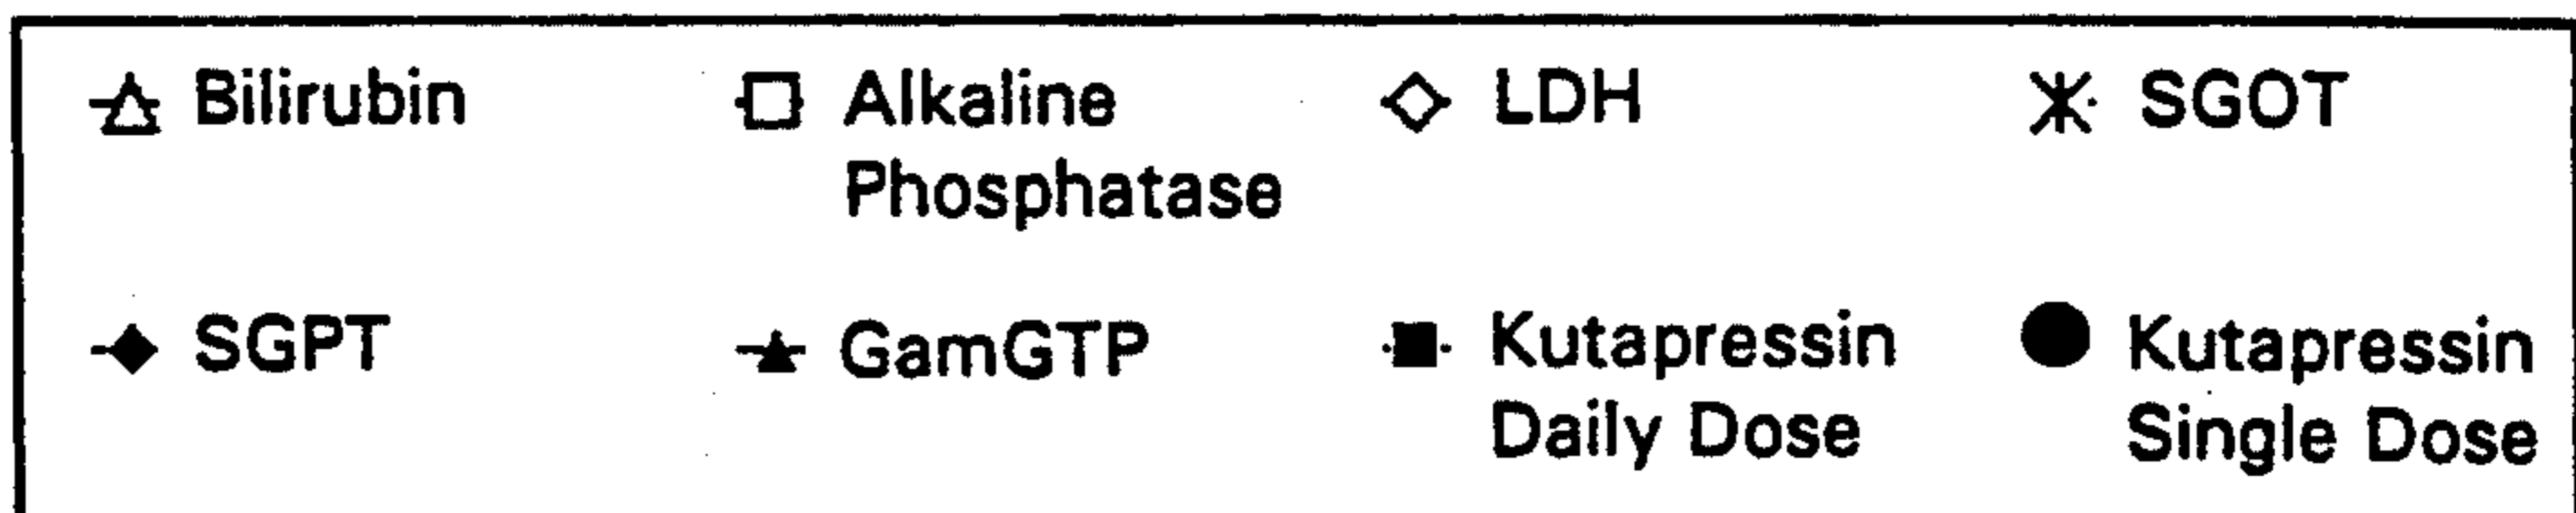 Bilirubin
Alkaline
Phosphatase
LDH
SGOT
SGPT
GamGTP
Kutapressin
Daily Dose
Kutapressin
Single Dose